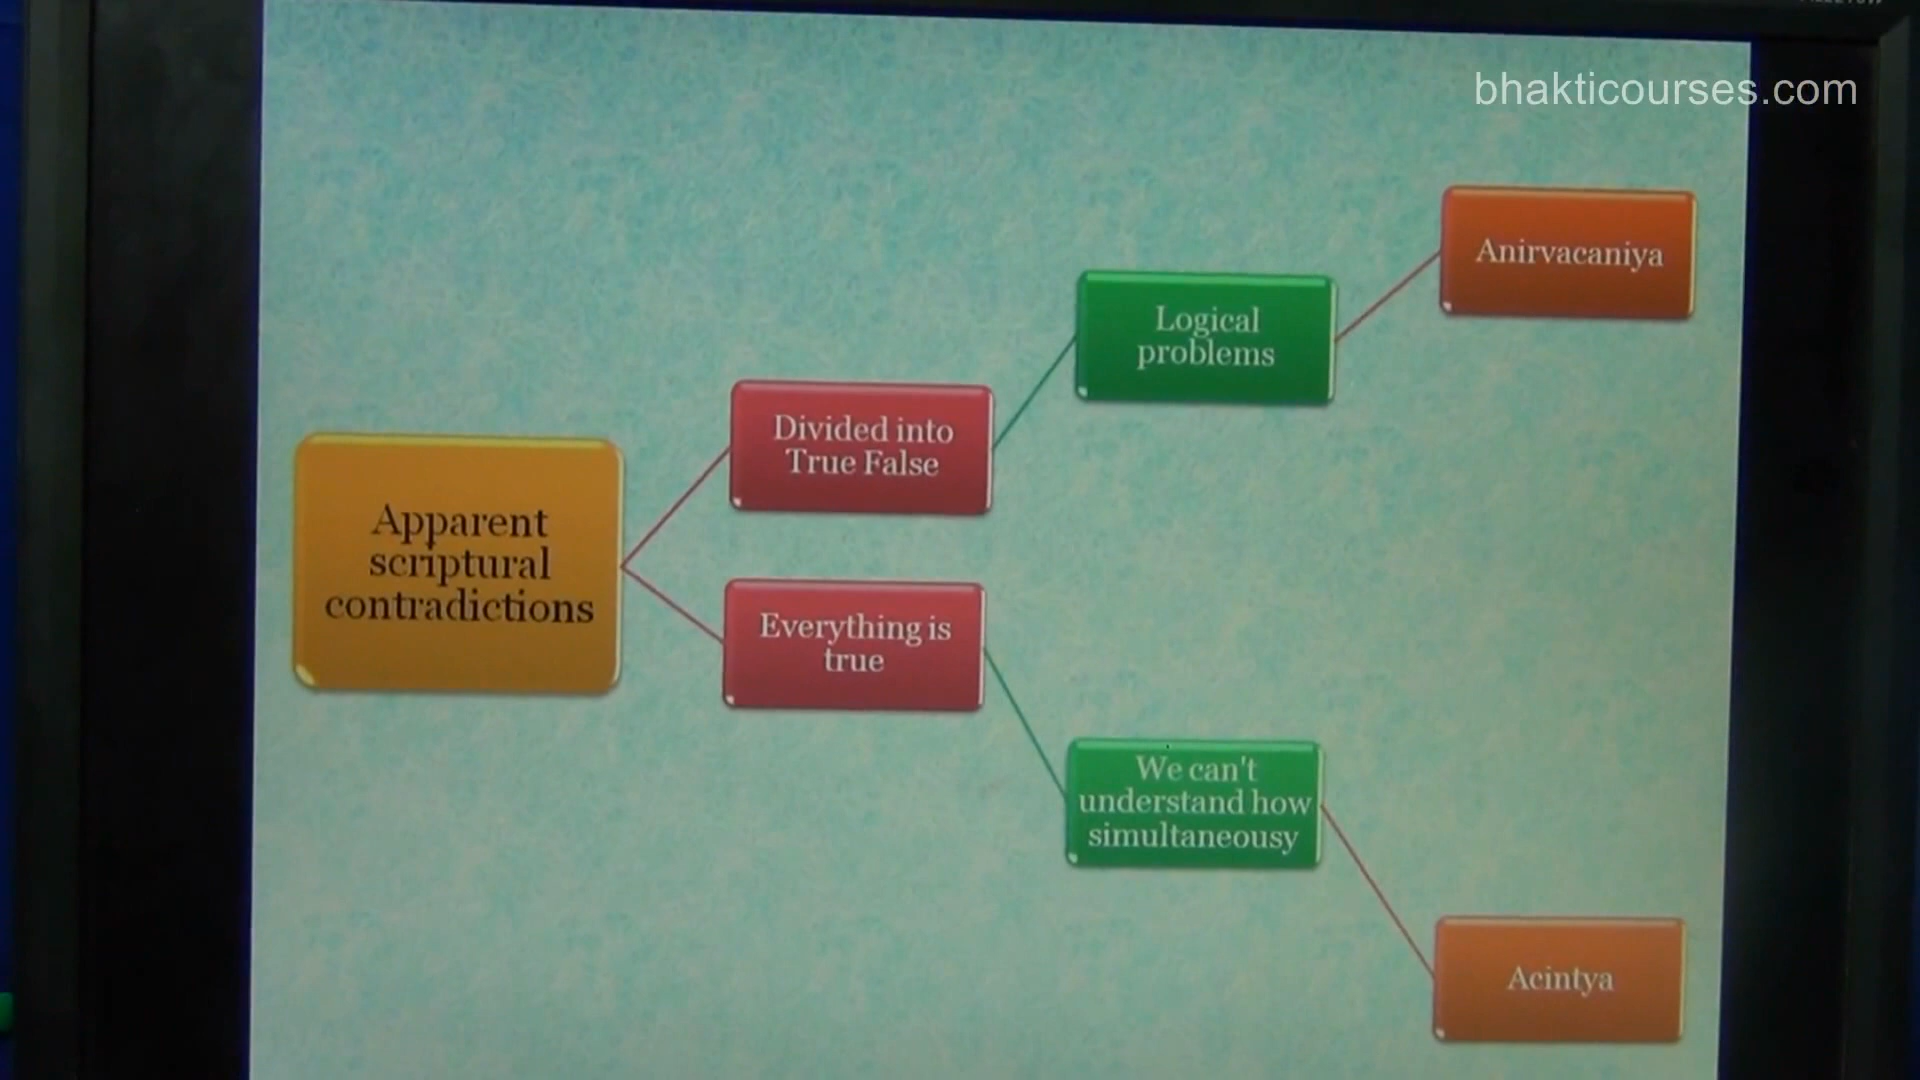 bhakticourses.com
Anirvacaniya
Logical
problems
Divided into
True False
Apparent
scriptural
contradictions
Everything is
true
We can't
understand how
simultaneousy
Acintya